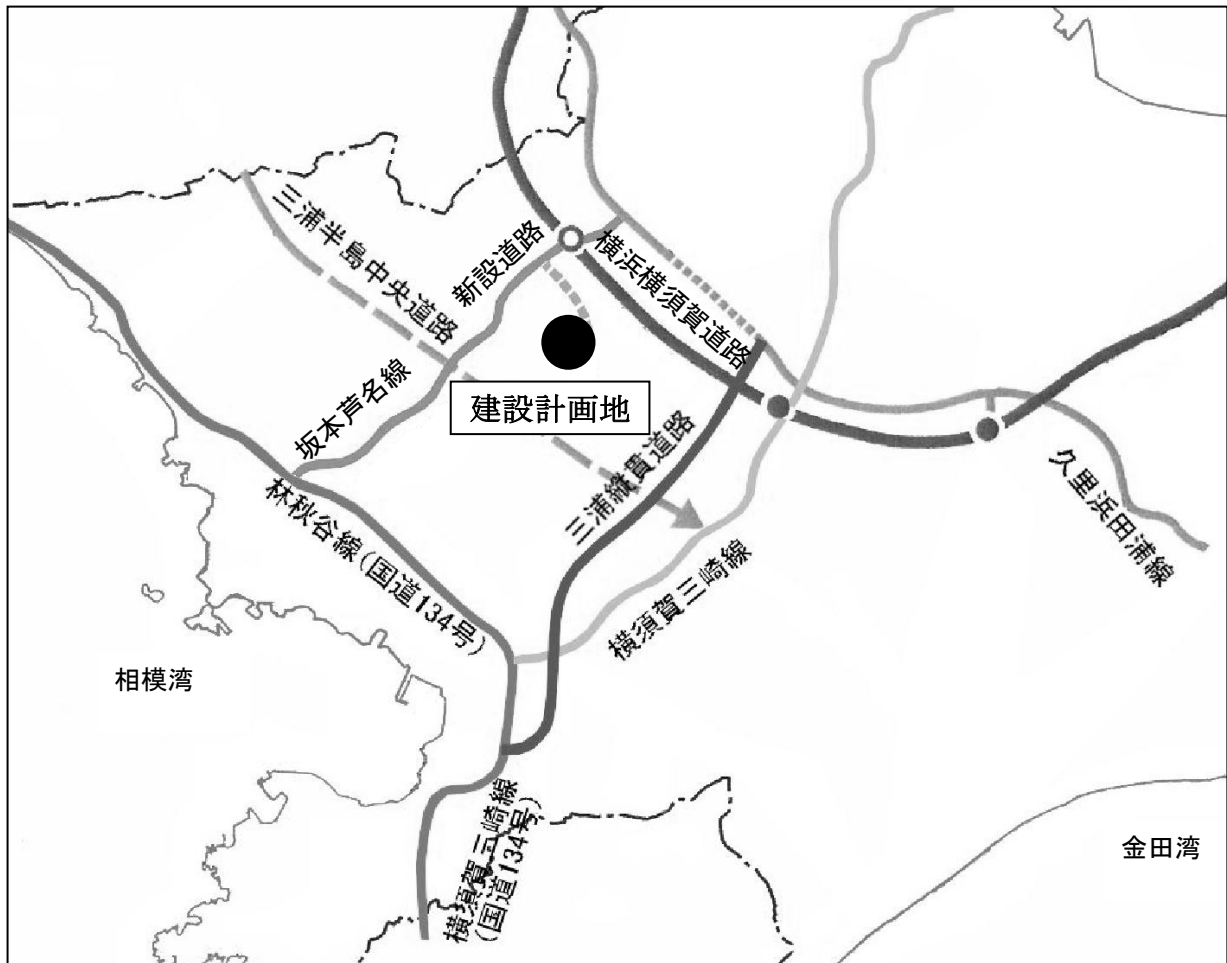 三浦半島中央道路
新設道路
横浜横須賀道路
坂本芦名線
建設計画地
三浦縦貫道路
久里浜田浦線
林秋谷線(国道134号)
横須賀三崎線
相模湾
横須賀三崎線
(国道134号)
金田湾